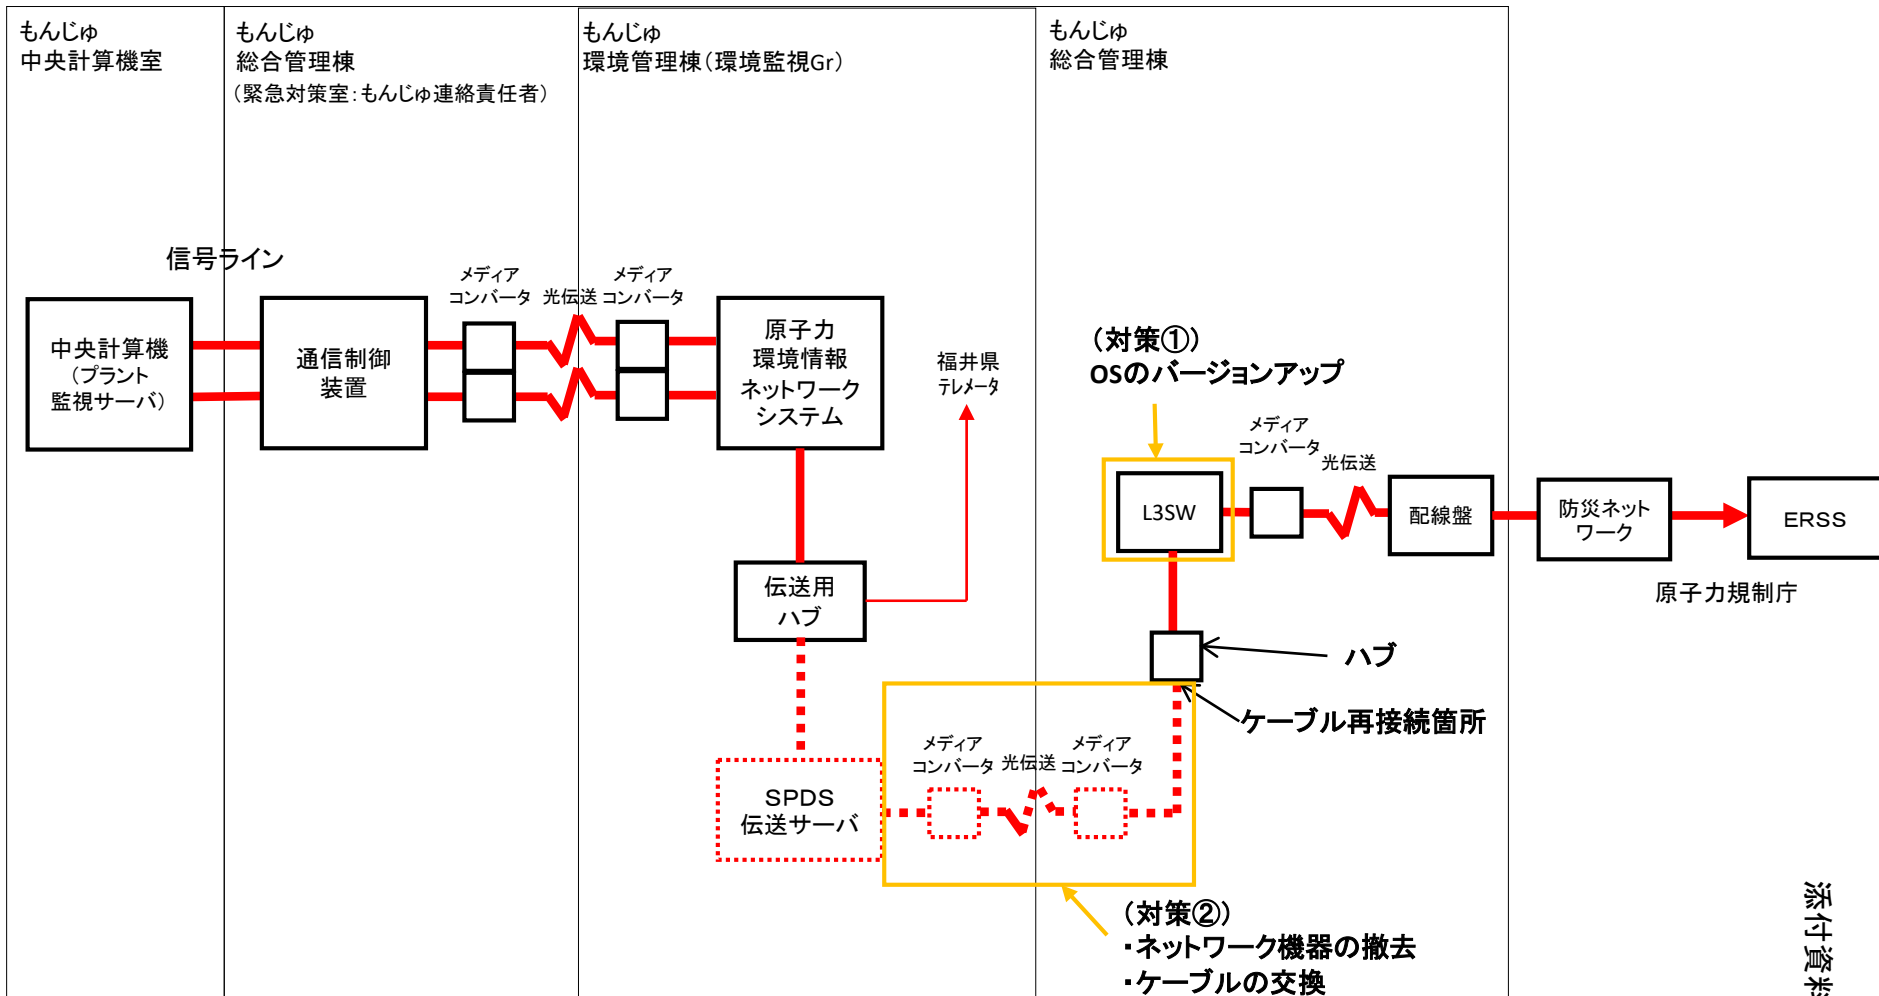 もんじゅ
中央計算機室
もんじゅ
総合管理棟
（緊急対策室：もんじゅ連絡責任者）
もんじゅ
環境管理棟（環境監視Gr）
もんじゅ
総合管理棟
信号ライン
中央計算機
（プラント
監視サーバ）
通信制御
装置
メディア
コンバータ
光伝送
メディア
コンバータ
原子力
環境情報
ネットワーク
システム
福井県
テレメータ
伝送用
ハブ
SPDS
伝送サーバ
メディア
コンバータ
光伝送
メディア
コンバータ
（対策①）
OSのバージョンアップ
L3SW
メディア
コンバータ
光伝送
配線盤
防災ネット
ワーク
ERSS
原子力規制庁
ハブ
ケーブル再接続箇所
（対策②）
・ネットワーク機器の撤去
・ケーブルの交換
添付資料